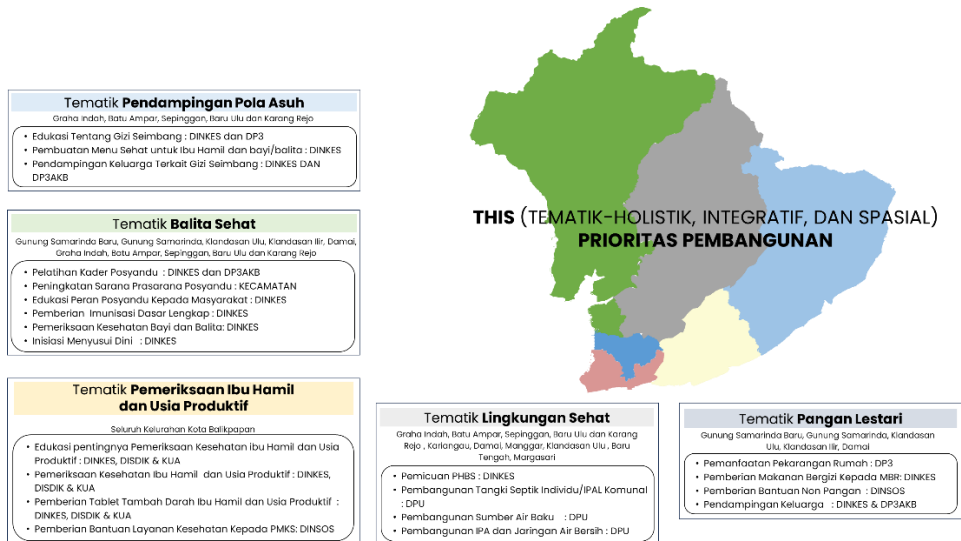 Tematik Pendampingan Pola Asuh
Graha Indah, Batu Ampar, Sepinggan, Baru Ulu dan Karang Rejo
• Edukasi Tentang Gizi Seimbang : DINKES dan DP3
• Pembuatan Menu Sehat untuk Ibu Hamil dan bayi/balita : DINKES
• Pendampingan Keluarga Terkait Gizi Seimbang : DINKES DAN
DP3AKB
Tematik Balita Sehat
Gunung Samarinda Baru, Gunung Samarinda, Klandasan Ulu, Klandasan Ilir, Damai,
Graha Indah, Batu Ampar, Sepinggan, Baru Ulu dan Karang Rejo
• Pelatihan Kader Posyandu : DINKES dan DP3AKB
• Peningkatan Sarana Prasarana Posyandu : KECAMATAN
• Edukasi Peran Posyandu Kepada Masyarakat : DINKES
• Pemberian Imunisasi Dasar Lengkap : DINKES
• Pemeriksaan Kesehatan Bayi dan Balita: DINKES
• Inisiasi Menyusui Dini : DINKES
Tematik Pemeriksaan Ibu Hamil
dan Usia Produktif
Seluruh Kelurahan Kota Balikpapan
• Edukasi pentingnya Pemeriksaan Kesehatan ibu Hamil dan Usia
Produktif : DINKES, DISDIK & KUA
• Pemeriksaan Kesehatan Ibu Hamil dan Usia Produktif : DINKES,
DISDIK & KUA
• Pemberian Tablet Tambah Darah Ibu Hamil dan Usia Produktif :
DINKES, DISDIK & KUA
• Pemberian Bantuan Layanan Kesehatan Kepada PMKS: DINSOS
THIS (TEMATIK-HOLISTIK, INTEGRATIF, DAN SPASIAL)
PRIORITAS PEMBANGUNAN
Tematik Lingkungan Sehat
Graha Indah, Batu Ampar, Sepinggan, Baru Ulu dan Karang
Rejo , Kariangau, Damai, Manggar, Klandasan Ulu , Baru
Tengah, Margasari
• Pemicuan PHBS : DINKES
• Pembangunan Tangki Septik Individu/IPAL Komunal
: DPU
• Pembangunan Sumber Air Baku : DPU
• Pembangunan IPA dan Jaringan Air Bersih : DPU
Tematik Pangan Lestari
Gunung Samarinda Baru, Gunung Samarinda, Klandasan
Ulu, Klandasan Ilir, Damai
• Pemanfaatan Pekarangan Rumah : DP3
• Pemberian Makanan Bergizi Kepada MBR: DINKES
• Pemberian Bantuan Non Pangan : DINSOS
• Pendampingan Keluarga : DINKES & DP3AKB